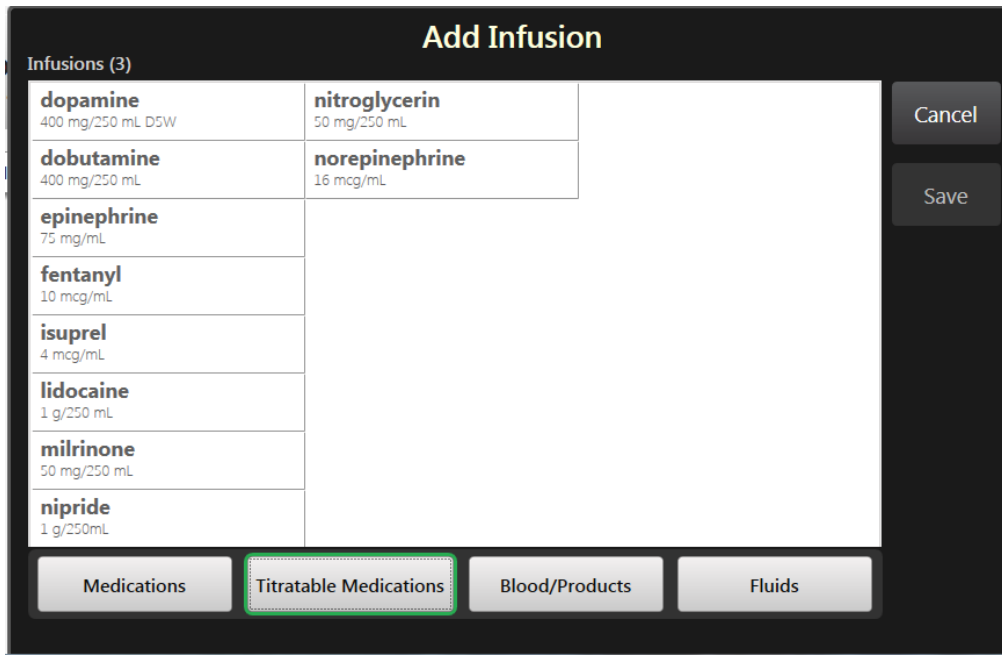 Add Infusion
Infusions (3)
dopamine
400 mg/250 mL D5W
nitroglycerin
50 mg/250 mL
Cancel
dobutamine
400 mg/250 mL
norepinephrine
16 mcg/mL
Save
epinephrine
75 mg/mL
fentanyl
10 mcg/mL
isuprel
4 mcg/mL
lidocaine
1 g/250 mL
milrinone
50 mg/250 mL
nipride
1 g/250mL
Medications
Titratable Medications
Blood/Products
Fluids